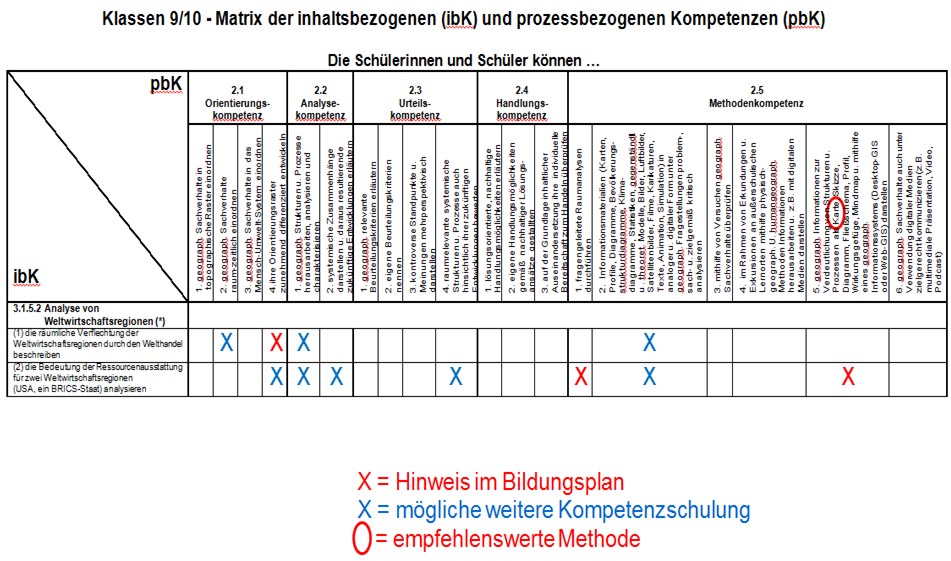 Klassen 9/10 - Matrix der inhaltsbezogenen (ibK) und prozessbezogenen Kompetenzen (pbK)
Die Schülerinnen und Schüler können …
pbK
ibK
2.1
Orientierungs-
kompetenz
2.2
Analyse-
kompetenz
2.3
Urteils-
kompetenz
2.4
Handlungs-
kompetenz
2.5
Methodenkompetenz
1. geograph. Sachverhalte in
topographische Raster einordnen
2. geograph. Sachverhalte
raumzeitlich einordnen
3. geograph. Sachverhalte in das
Mensch-Umwelt-System einordnen
4. ihre Orientierungsraster
zunehmend differenziert entwickeln
1. geograph. Strukturen u. Prozesse
herausarbeiten, analysieren und
charakterisieren
2. systemische Zusammenhänge
darstellen u. daraus resultierende
zukünftige Entwicklungen erläutern
1. geograph. relevante
Beurteilungskriterien erläutern
2. eigene Beurteilungskriterien
nennen
3. kontroverse Standpunkte u.
Sichtweisen mehrperspektivisch
darstellen
4. raumrelevante systemische
Strukturen u. Prozesse auch
hinsichtlich ihrer zukünftigen
1. lösungsorientierte, nachhaltige
Handlungsmöglichkeiten erläutern
2. eigene Handlungsmöglichkeiten
gemäß nachhaltiger Lösungs-
ansätze gestalten
3. auf der Grundlage inhaltlicher
Auseinandersetzung ihre individuelle
Bereitschaft zum Handeln überprüfen
1. fragengeleitete Raumanalysen
durchführen
2. Informationsmaterialien (Karten,
Profile, Diagramme, Bevölkerungs-
strukturdiagramme, Klima-
diagramme, Statistiken, gegenständl
u. theoret. Modelle, Bilder, Luftbilder,
Satellitenbilder, Filme, Karikaturen,
Texte, Animation, Simulation) in
analoger u. digitaler Form unter
geograph. Fragestellungen problem-,
sach- u. zielgemäß kritisch
analysieren
3. mithilfe von Versuchen geograph.
Sachverhalte überprüfen
4. im Rahmen von Erkundungen u.
Exkursionen an außerschulischen
Lernorten mithilfe physisch-
geograph. U. humangeograph.
Methoden Informationen
herausarbeiten u. z.B. mit digitalen
Medien darstellen
5. geograph. Informationen zur
Verdeutlichung von Strukturen u.
Prozessen als Karte, Skizze,
Diagramm, Fließschema, Profil,
Wirkungsgefüge, Mindmap u. mithilfe
eines geograph.
Informationssystems (Desktop-GIS
oder Web-GIS) darstellen
6. geograph. Sachverhalte auch unter
Verwendung digitaler Medien
zielgerecht kommunizieren (z.B.
multimediale Präsentation, Video,
Podcast)
3.1.5.2 Analyse von
Weltwirtschaftsregionen (*)
(1) die räumliche Verflechtung der
Weltwirtschaftsregionen durch den Welthandel
beschreiben
X X X X
(2) die Bedeutung der Ressourcenausstattung
für zwei Weltwirtschaftsregionen
(USA, ein BRICS-Staat) analysieren
X X X X X X X
X = Hinweis im Bildungsplan
X = mögliche weitere Kompetenzschulung
O = empfehlenswerte Methode